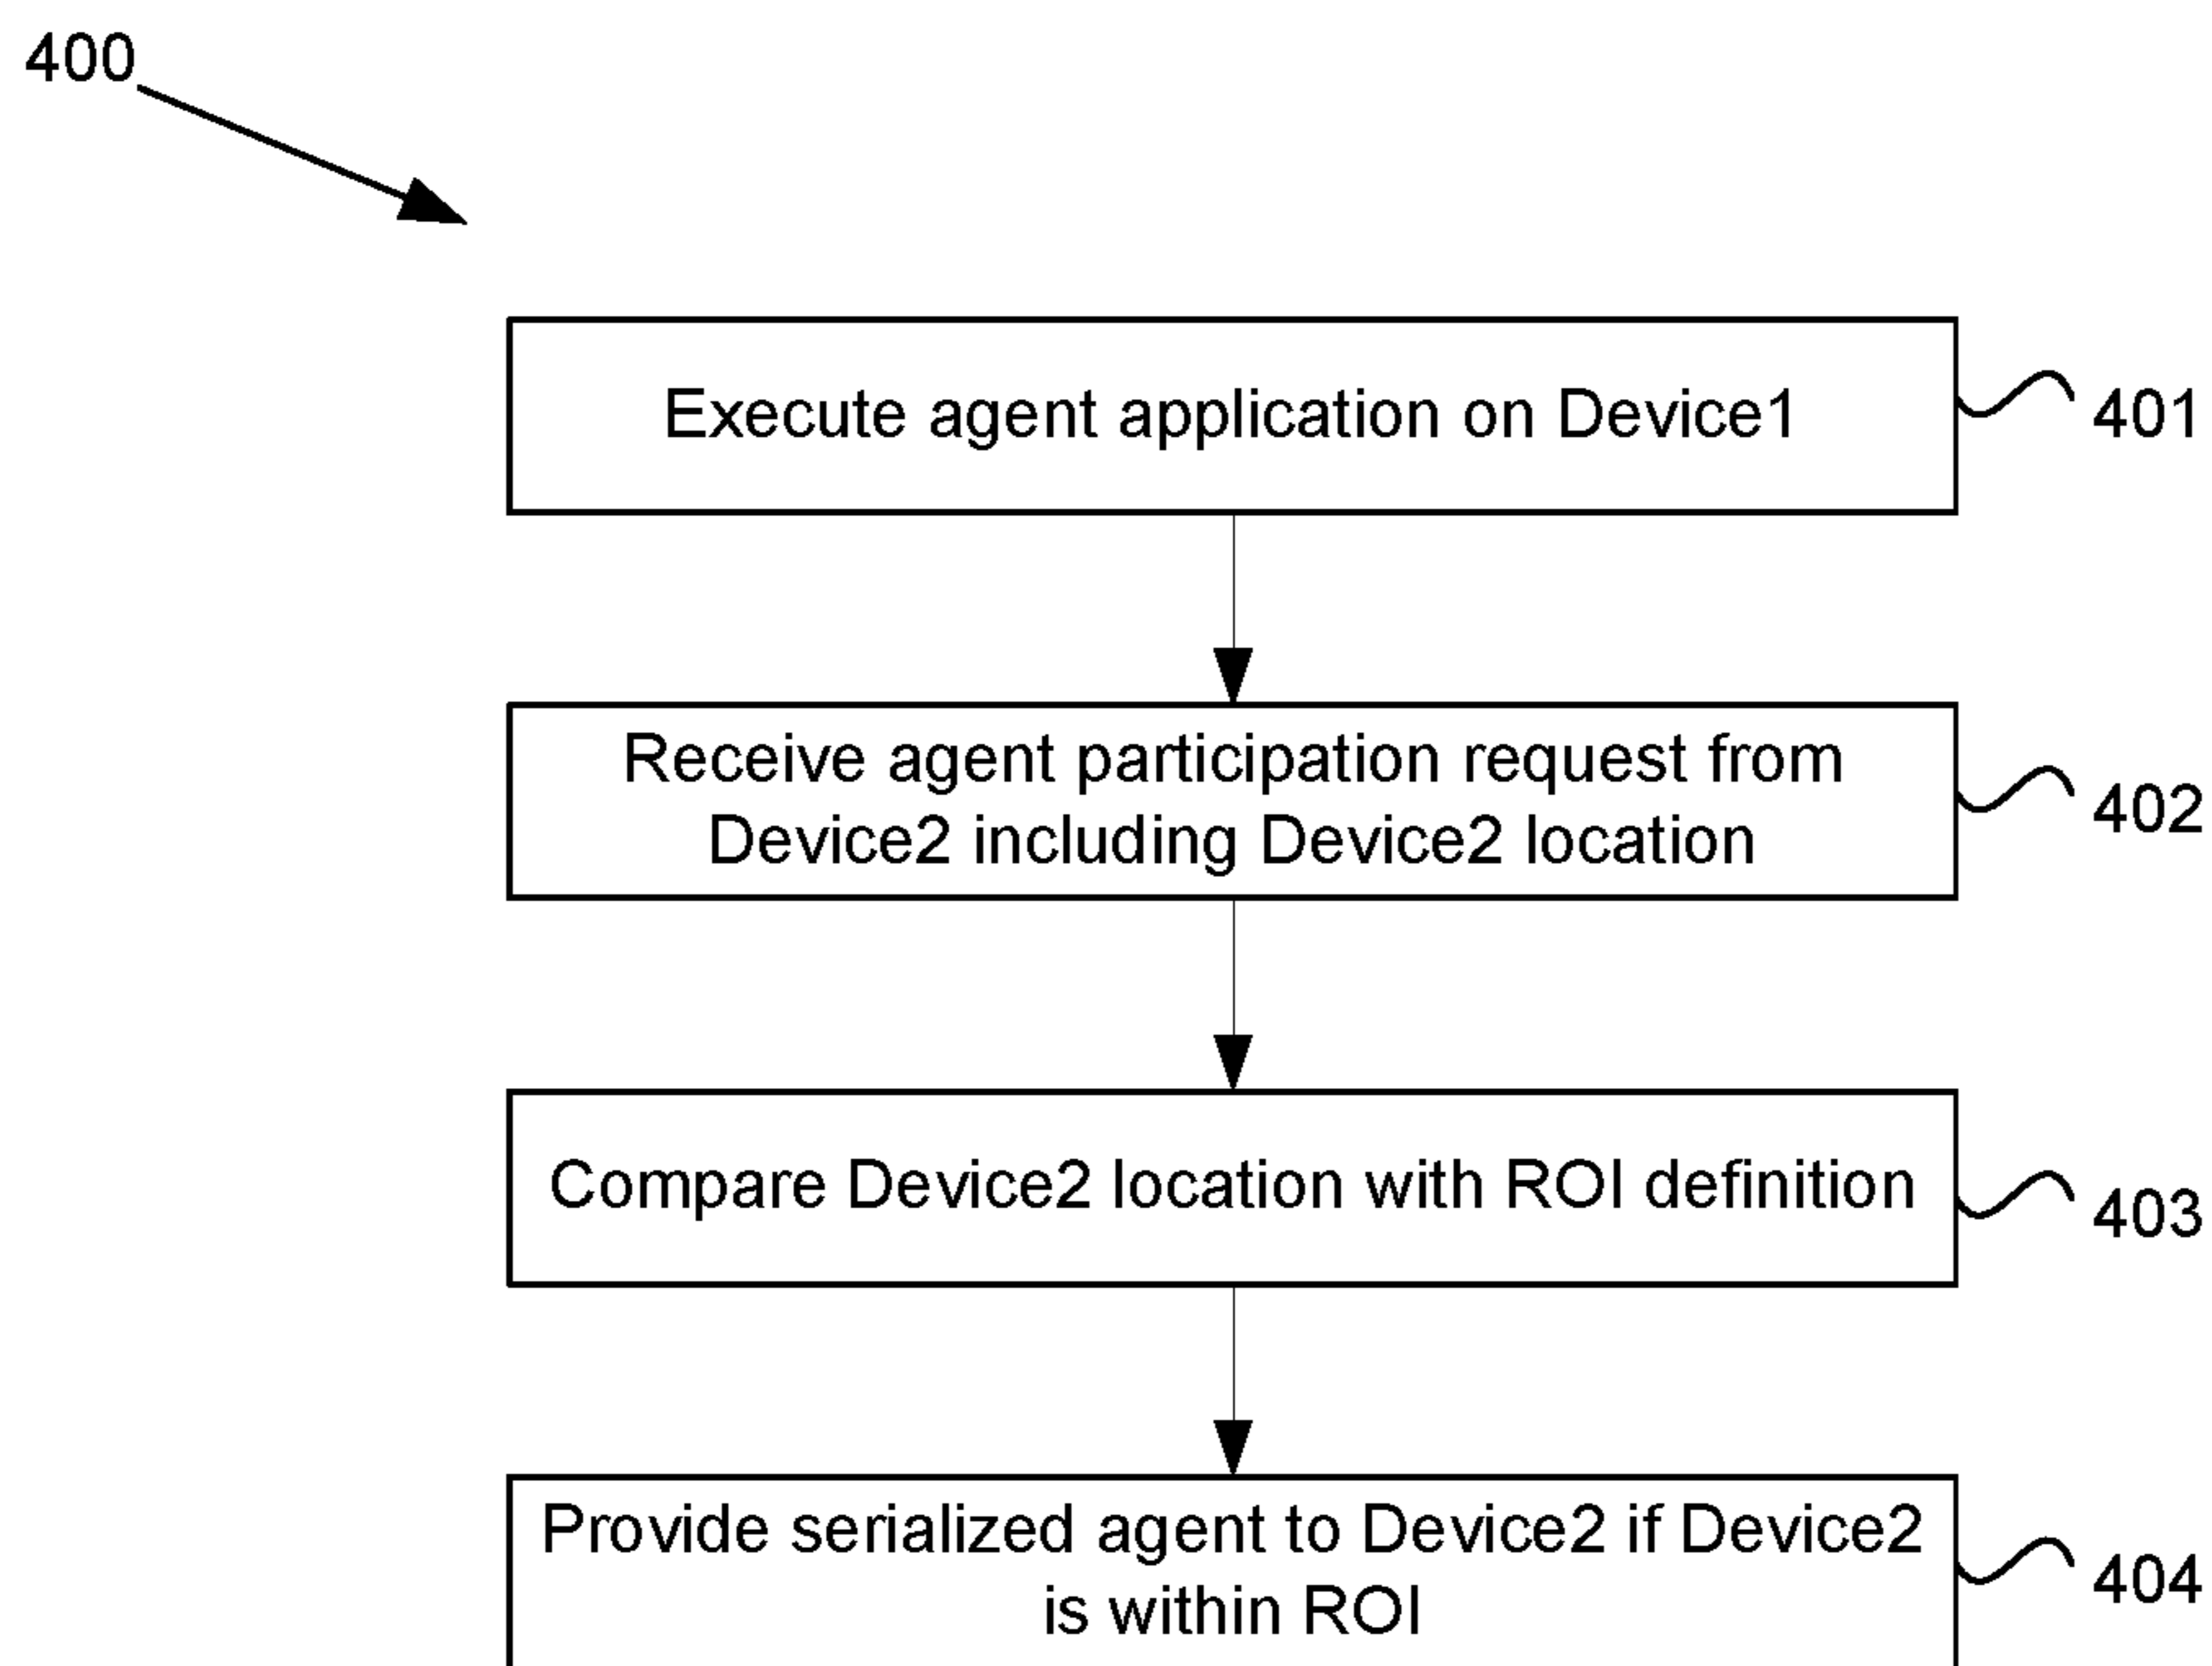 400
Execute agent application on Device1
401
Receive agent participation request from
Device2 including Device2 location
402
Compare Device2 location with ROI definition
403
Provide serialized agent to Device2 if Device2
is within ROI
404